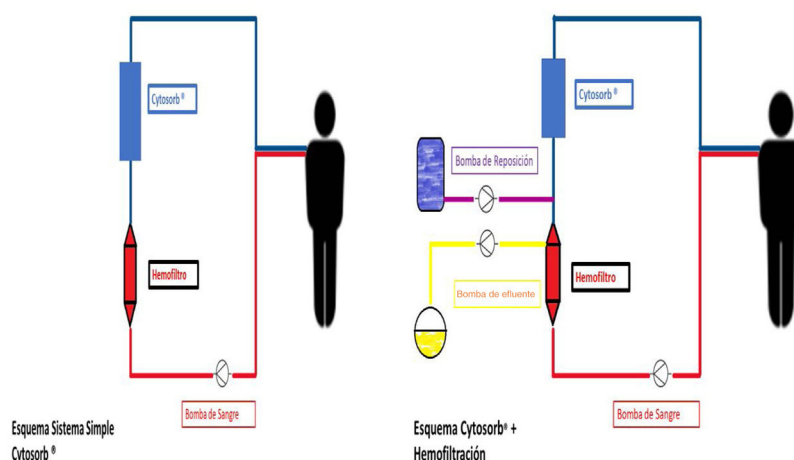 Cytosorb ®
Hemofiltro
Bomba de Sangre
Esquema Sistema Simple
Cytosorb ®
Cytosorb ®
Bomba de Reposición
Bomba de efluente
Hemofiltro
Bomba de Sangre
Esquema Cytosorb® +
Hemofiltración